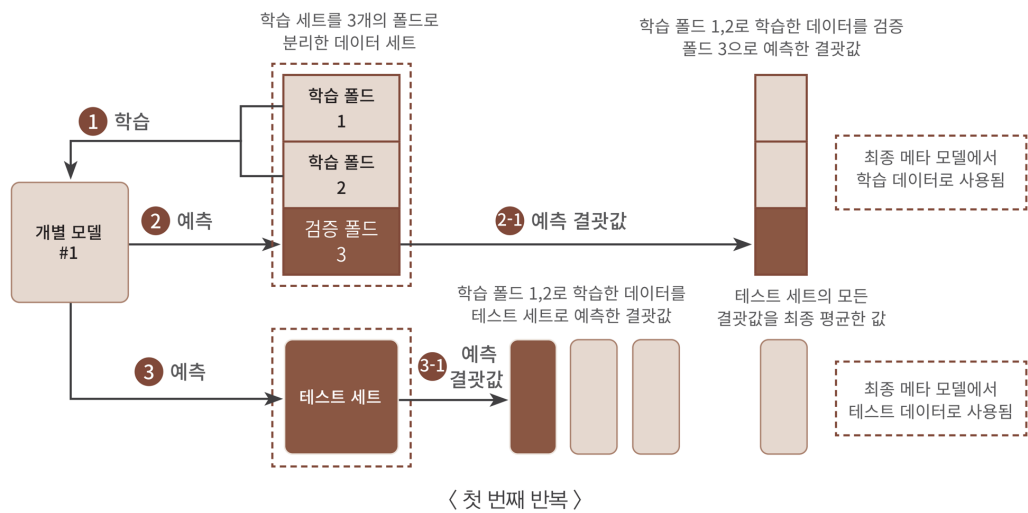 학습 세트를 3개의 폴드로
분리한 데이터 세트
학습 폴드 1,2로 학습한 데이터를 검증
폴드 3으로 예측한 결괏값
1 학습
학습 폴드
1
학습 폴드
2
검증 폴드
3
최종 메타 모델에서
학습 데이터로 사용됨
개별 모델
#1
2 예측
2-1 예측 결괏값
학습 폴드 1,2로 학습한 데이터를
테스트 세트로 예측한 결괏값
테스트 세트의 모든
결괏값을 최종 평균한 값
3 예측
테스트 세트
3-1 예측
결괏값
최종 메타 모델에서
테스트 데이터로 사용됨
〈 첫 번째 반복 〉